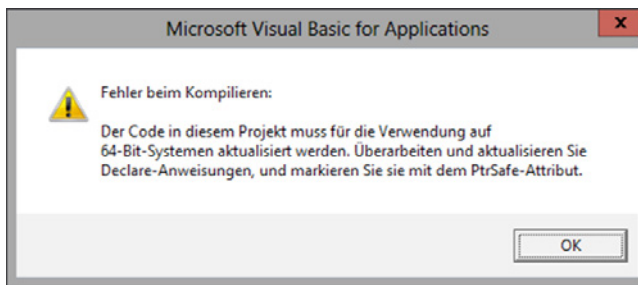 Microsoft Visual Basic for Applications
x
Fehler beim Kompilieren:
Der Code in diesem Projekt muss für die Verwendung auf
64-Bit-Systemen aktualisiert werden. Überarbeiten und aktualisieren Sie
Declare-Anweisungen, und markieren Sie sie mit dem PtrSafe-Attribut.
OK